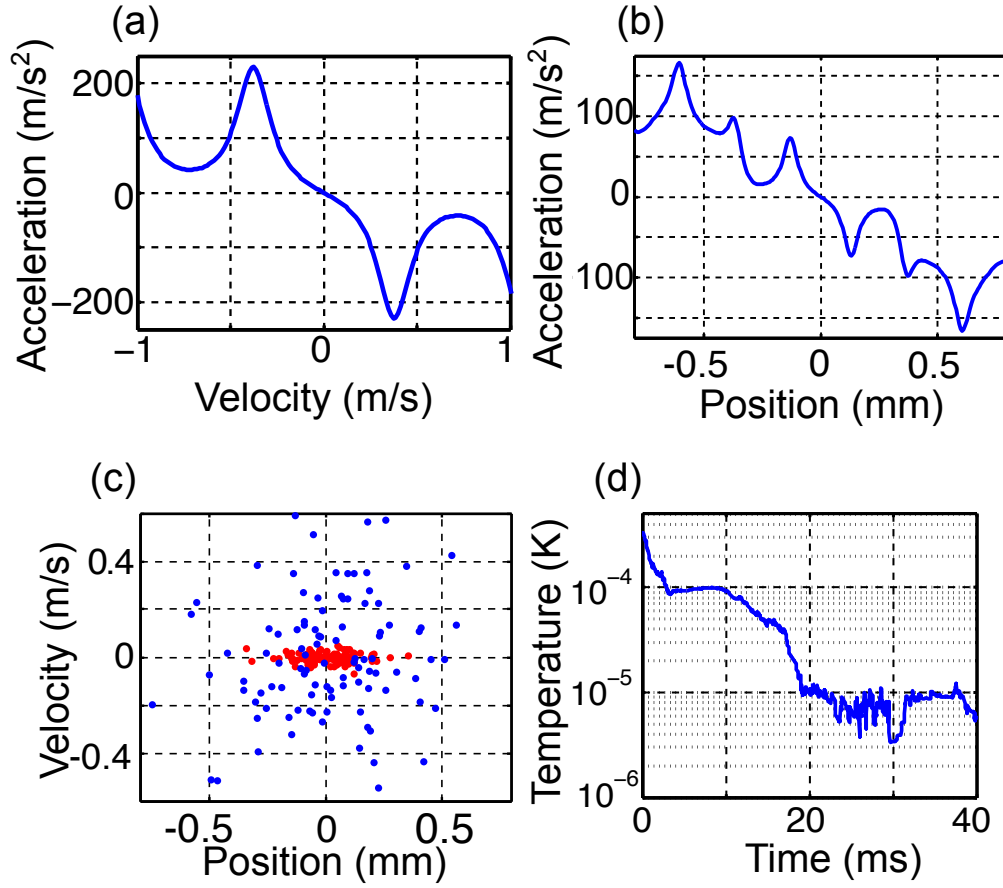 (a)
Acceleration (m/s²)
200
0
−200
−1
0
1
Velocity (m/s)
(b)
Acceleration (m/s²)
100
0
100
-0.5
0
0.5
Position (mm)
(c)
Velocity (m/s)
0.4
0
-0.4
-0.5
0
0.5
Position (mm)
(d)
Temperature (K)
10⁻⁴
10⁻⁵
10⁻⁶
0
20
40
Time (ms)